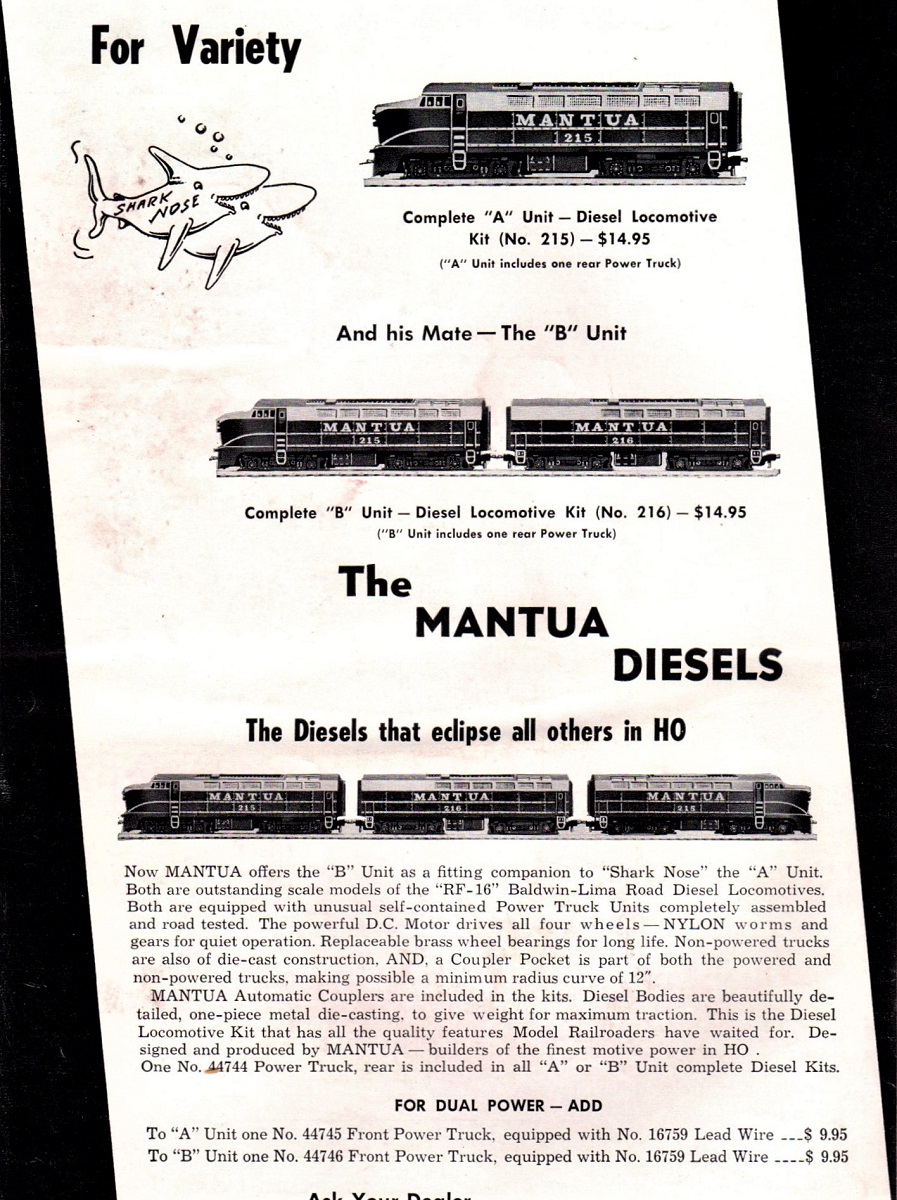 For Variety
SHARK
NOSE
MANTUA
215
Complete "A" Unit — Diesel Locomotive
Kit (No. 215) — $14.95
("A" Unit includes one rear Power Truck)
And his Mate — The "B" Unit
MANTUA
215
MANTUA
216
Complete "B" Unit — Diesel Locomotive Kit (No. 216) — $14.95
("B" Unit includes one rear Power Truck)
The
MANTUA
DIESELS
The Diesels that eclipse all others in HO
MANTUA
215
MANTUA
216
MANTUA
215
Now MANTUA offers the "B" Unit as a fitting companion to "Shark Nose" the "A" Unit.
Both are outstanding scale models of the "RF-16" Baldwin-Lima Road Diesel Locomotives.
Both are equipped with unusual self-contained Power Truck Units completely assembled
and road tested. The powerful D.C. Motor drives all four wheels — NYLON worms and
gears for quiet operation. Replaceable brass wheel bearings for long life. Non-powered trucks
are also of die-cast construction, AND, a Coupler Pocket is part of both the powered and
non-powered trucks, making possible a minimum radius curve of 12".
MANTUA Automatic Couplers are included in the kits. Diesel Bodies are beautifully de-
tailed, one-piece metal die-casting, to give weight for maximum traction. This is the Diesel
Locomotive Kit that has all the quality features Model Railroaders have waited for. De-
signed and produced by MANTUA — builders of the finest motive power in HO .
One No. 44744 Power Truck, rear is included in all "A" or "B" Unit complete Diesel Kits.
FOR DUAL POWER — ADD
To "A" Unit one No. 44745 Front Power Truck, equipped with No. 16759 Lead Wire ___$ 9.95
To "B" Unit one No. 44746 Front Power Truck, equipped with No. 16759 Lead Wire ____$ 9.95
Ask Your Dealer